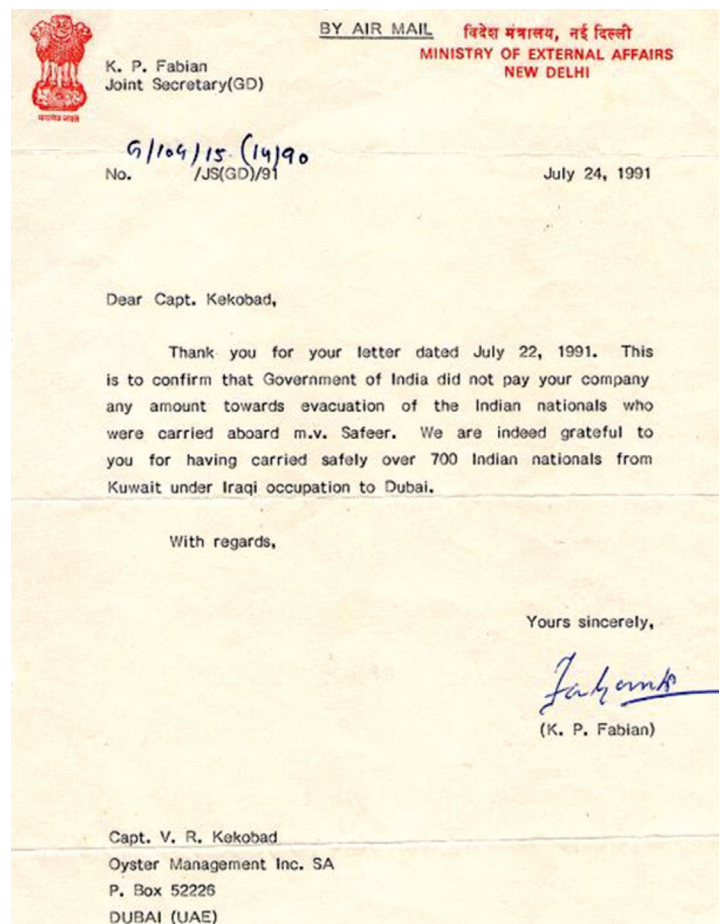 BY AIR MAIL
विदेश मंत्रालय, नई दिल्ली
MINISTRY OF EXTERNAL AFFAIRS
NEW DELHI
K. P. Fabian
Joint Secretary(GD)
G/104/15-(14)90
No. /JS(GD)/91
July 24, 1991
Dear Capt. Kekobad,
Thank you for your letter dated July 22, 1991. This
is to confirm that Government of India did not pay your company
any amount towards evacuation of the Indian nationals who
were carried aboard m.v. Safeer. We are indeed grateful to
you for having carried safely over 700 Indian nationals from
Kuwait under Iraqi occupation to Dubai.
With regards,
Yours sincerely,
(K. P. Fabian)
Capt. V. R. Kekobad
Oyster Management Inc. SA
P. Box 52226
DUBAI (UAE)